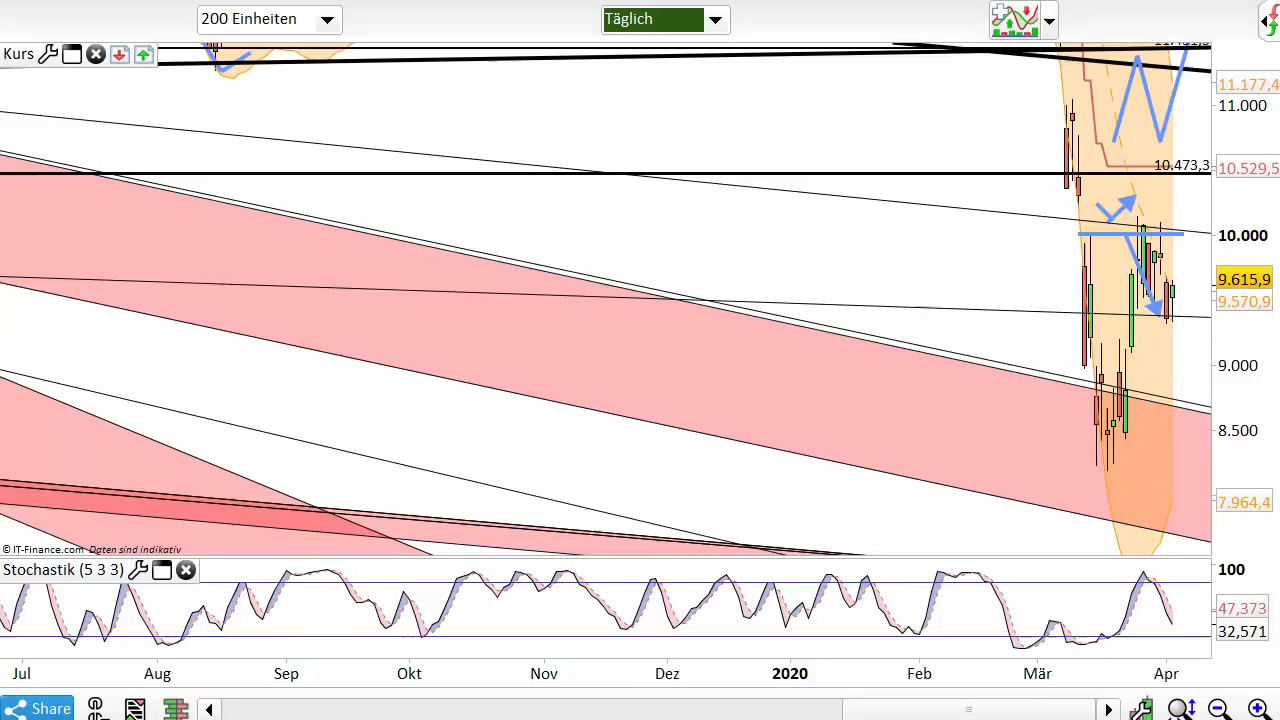 200 Einheiten
Täglich
Kurs
11.177,4
11.000
10.473,3
10.529,5
10.000
9.615,9
9.570,9
9.000
8.500
7.964,4
© IT-Finance.com Daten sind indikativ
Stochastik (5 3 3)
100
47,373
32,571
Jul Aug Sep Okt Nov Dez 2020 Feb Mär Apr
Share